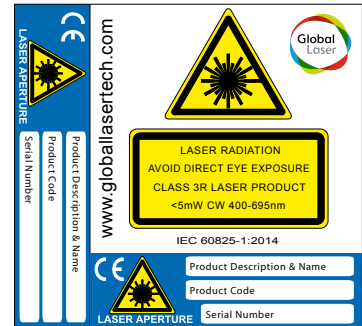 CE
LASER APERTURE
Serial Number
Product Code
Product Description & Name
www.globallasertech.com
Global
Laser
LASER RADIATION
AVOID DIRECT EYE EXPOSURE
CLASS 3R LASER PRODUCT
<5mW CW 400-695nm
IEC 60825-1:2014
CE
LASER APERTURE
Product Description & Name
Product Code
Serial Number